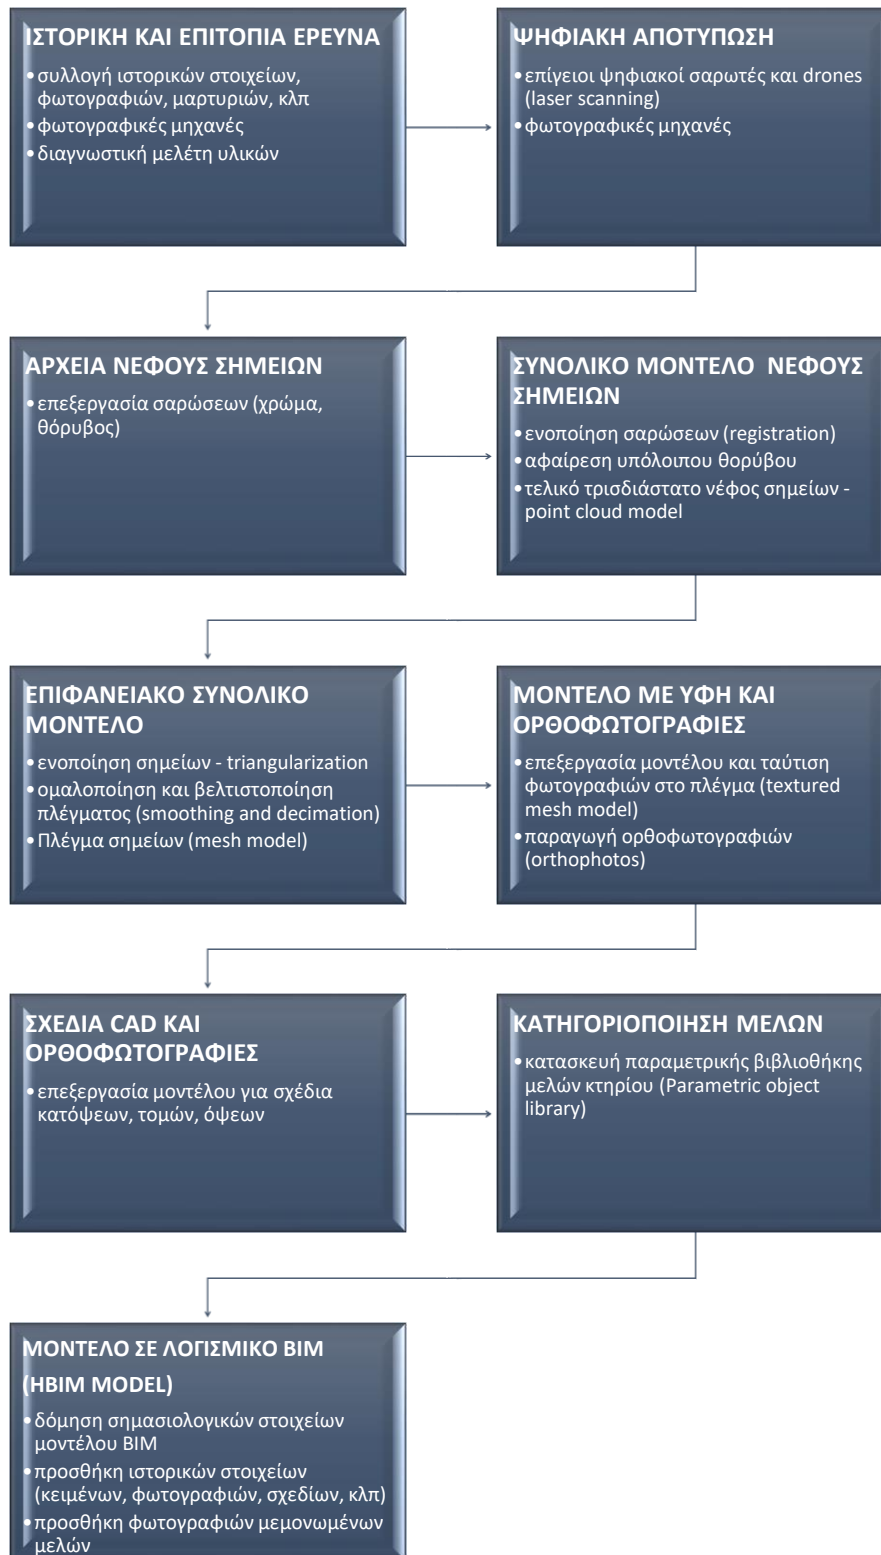 ΙΣΤΟΡΙΚΗ ΚΑΙ ΕΠΙΤΟΠΙΑ ΕΡΕΥΝΑ
•συλλογή ιστορικών στοιχείων,
φωτογραφιών, μαρτυριών, κλπ
•φωτογραφικές μηχανές
•διαγνωστική μελέτη υλικών
ΨΗΦΙΑΚΗ ΑΠΟΤΥΠΩΣΗ
•επίγειοι ψηφιακοί σαρωτές και drones
(laser scanning)
•φωτογραφικές μηχανές
ΑΡΧΕΙΑ ΝΕΦΟΥΣ ΣΗΜΕΙΩΝ
•επεξεργασία σαρώσεων (χρώμα,
θόρυβος)
ΣΥΝΟΛΙΚΟ ΜΟΝΤΕΛΟ ΝΕΦΟΥΣ
ΣΗΜΕΙΩΝ
•ενοποίηση σαρώσεων (registration)
•αφαίρεση υπόλοιπου θορύβου
•τελικό τρισδιάστατο νέφος σημείων -
point cloud model
ΕΠΙΦΑΝΕΙΑΚΟ ΣΥΝΟΛΙΚΟ
ΜΟΝΤΕΛΟ
•ενοποίηση σημείων - triangularization
•ομαλοποίηση και βελτιστοποίηση
πλέγματος (smoothing and decimation)
•Πλέγμα σημείων (mesh model)
ΜΟΝΤΕΛΟ ΜΕ ΥΦΗ ΚΑΙ
ΟΡΘΟΦΩΤΟΓΡΑΦΙΕΣ
•επεξεργασία μοντέλου και ταύτιση
φωτογραφιών στο πλέγμα (textured
mesh model)
•παραγωγή ορθοφωτογραφιών
(orthophotos)
ΣΧΕΔΙΑ CAD ΚΑΙ
ΟΡΘΟΦΩΤΟΓΡΑΦΙΕΣ
•επεξεργασία μοντέλου για σχέδια
κατόψεων, τομών, όψεων
ΚΑΤΗΓΟΡΙΟΠΟΙΗΣΗ ΜΕΛΩΝ
•κατασκευή παραμετρικής βιβλιοθήκης
μελών κτηρίου (Parametric object
library)
ΜΟΝΤΕΛΟ ΣΕ ΛΟΓΙΣΜΙΚΟ BIM
(HBIM MODEL)
•δόμηση σημασιολογικών στοιχείων
μοντέλου BIM
•προσθήκη ιστορικών στοιχείων
(κειμένων, φωτογραφιών, σχεδίων, κλπ)
•προσθήκη φωτογραφιών μεμονωμένων
μελών